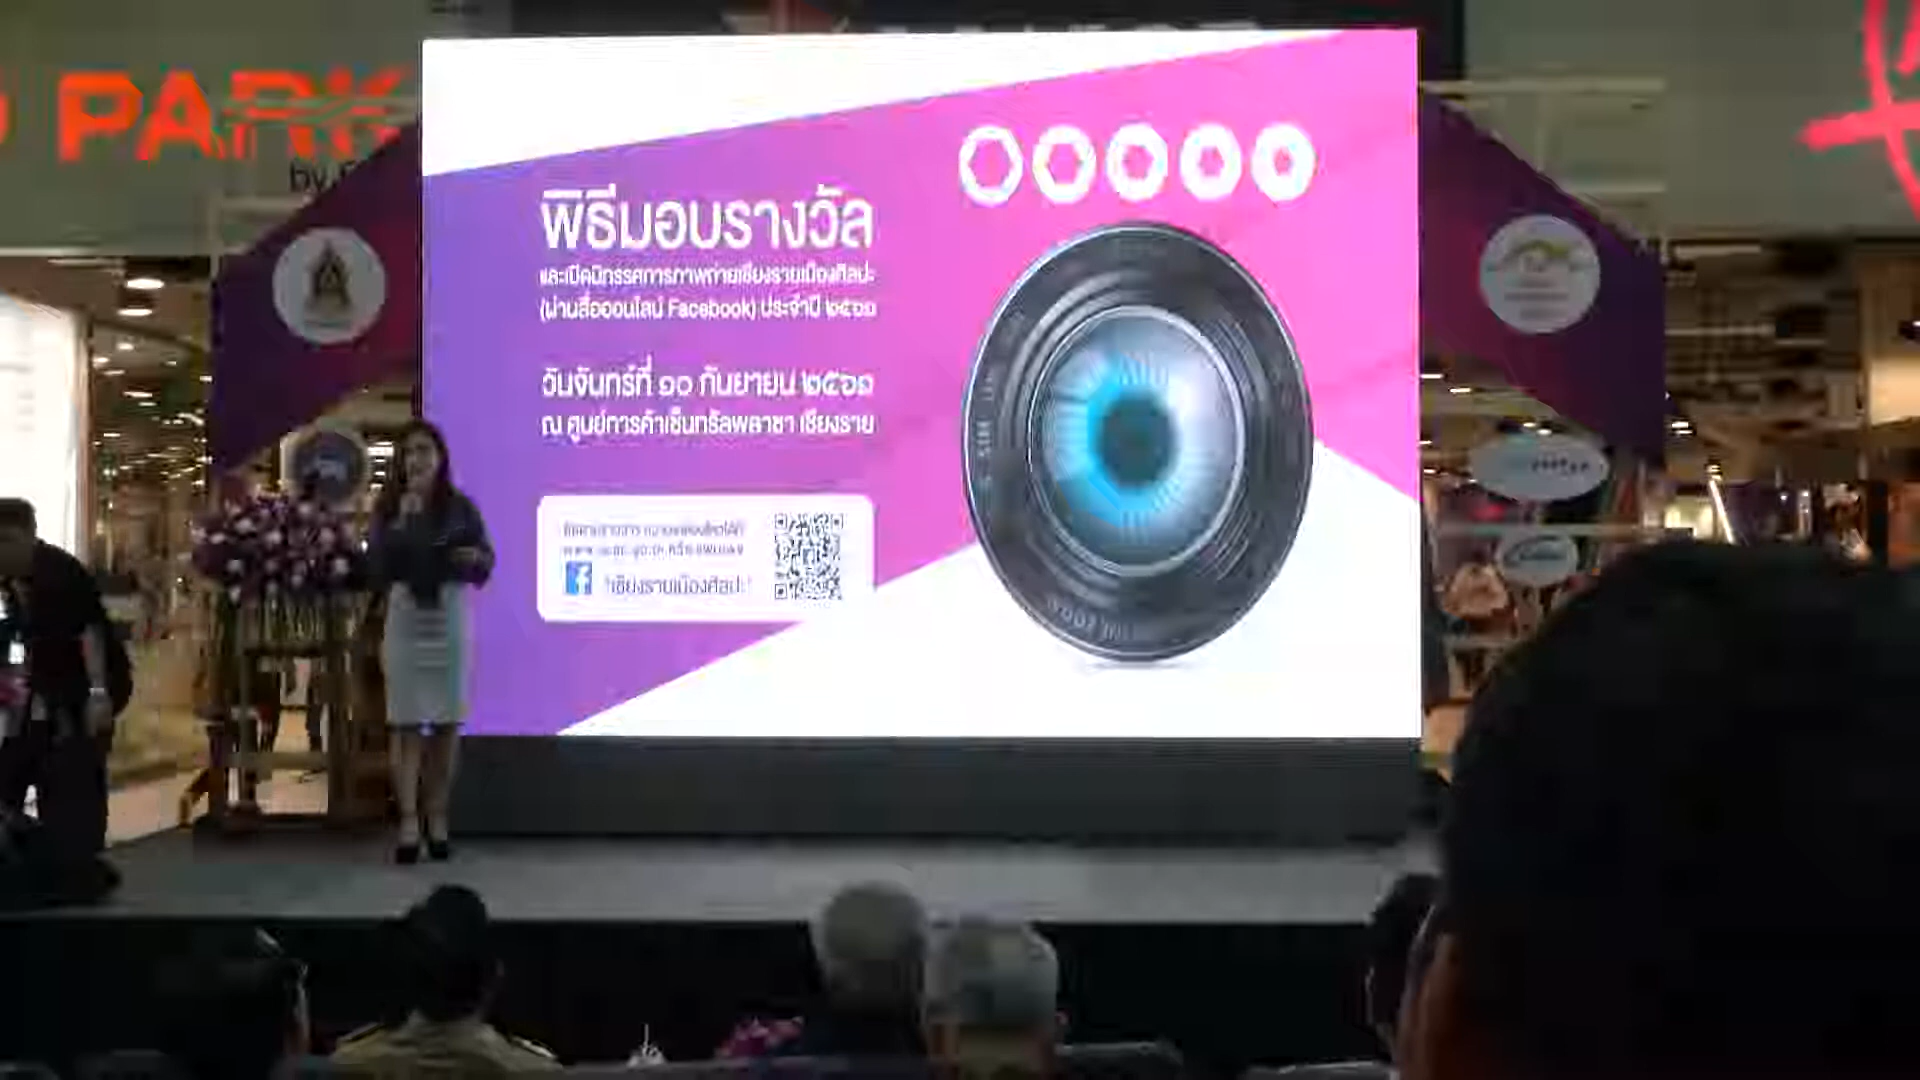 PARK
by
พิธีมอบรางวัล
และเปิดนิทรรศการภาพถ่ายเชียงรายเมืองศิลปะ
(ผ่านสื่อออนไลน์ Facebook) ประจำปี ๒๕๖๑
วันจันทร์ที่ ๑๐ กันยายน ๒๕๖๑
ณ ศูนย์การค้าเซ็นทรัลพลาซา เชียงราย
"เชียงรายเมืองศิลปะ"